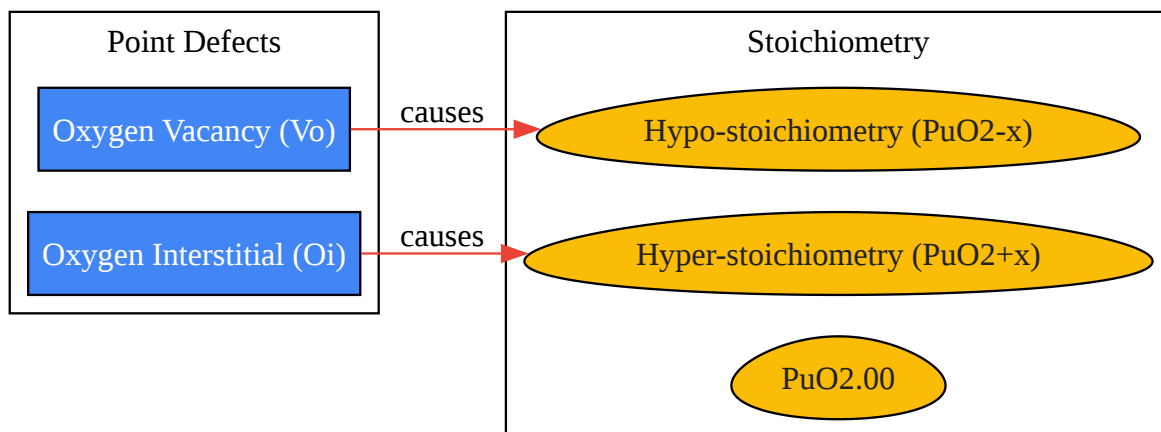 Point Defects
Stoichiometry
Oxygen Vacancy (Vo)
causes
Hypo-stoichiometry (PuO2-x)
Oxygen Interstitial (Oi)
causes
Hyper-stoichiometry (PuO2+x)
PuO2.00